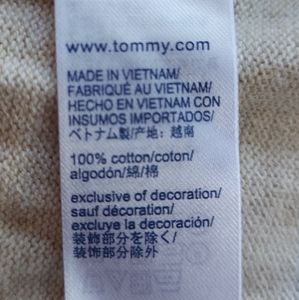 www.tommy.com
MADE IN VIETNAM/
FABRIQUÉ AU VIETNAM/
HECHO EN VIETNAM CON
INSUMOS IMPORTADOS/
ベトナム製/产地: 越南
100% cotton/coton/
algodón/綿/棉
exclusive of decoration/
sauf décoration/
excluye la decoración/
装飾部分を除く/
装饰部分除外